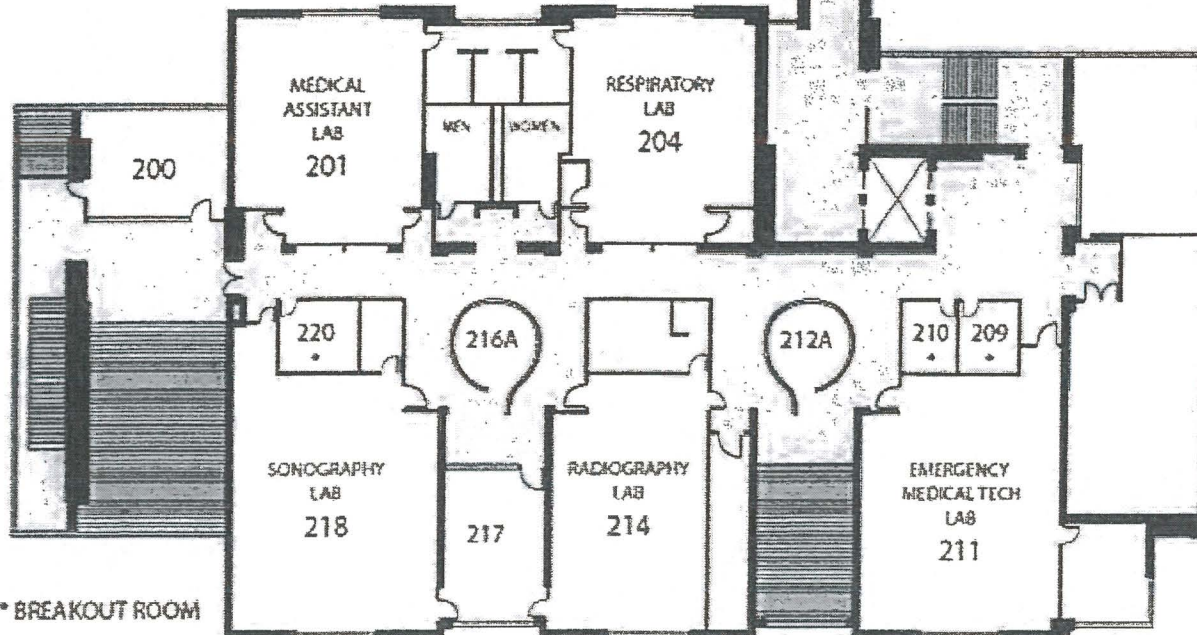 MEDICAL
ASSISTANT
LAB
201
RESPIRATORY
LAB
204
MEN
WOMEN
200
220
*
216A
212A
210
*
209
*
SONOGRAPHY
LAB
218
217
RADIOGRAPHY
LAB
214
EMERGENCY
MEDICAL TECH
LAB
211
* BREAKOUT ROOM